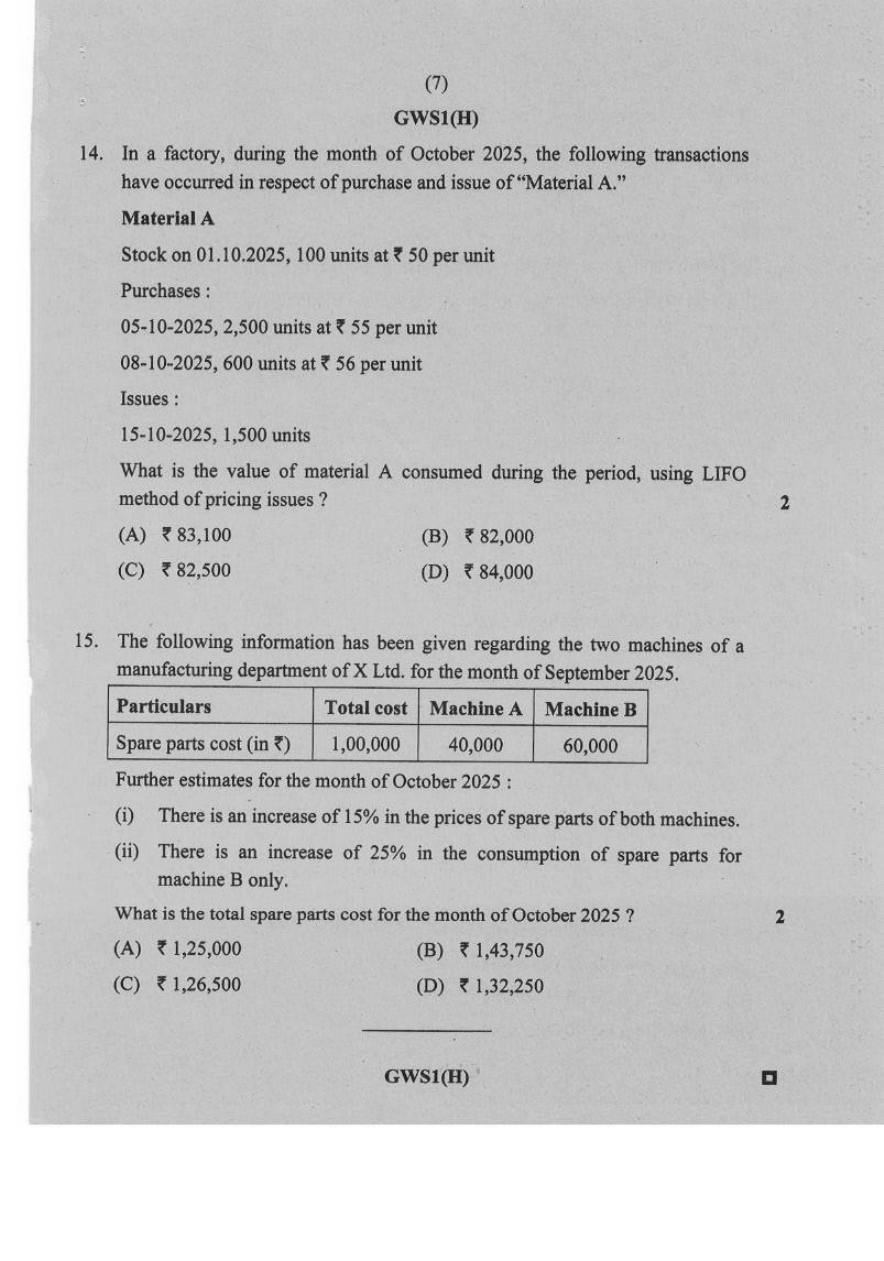 (7)
GWS1(H)
14. In a factory, during the month of October 2025, the following transactions
have occurred in respect of purchase and issue of “Material A.”
Material A
Stock on 01.10.2025, 100 units at ₹ 50 per unit
Purchases :
05-10-2025, 2,500 units at ₹ 55 per unit
08-10-2025, 600 units at ₹ 56 per unit
Issues :
15-10-2025, 1,500 units
What is the value of material A consumed during the period, using LIFO
method of pricing issues ? 2
(A) ₹ 83,100 (B) ₹ 82,000
(C) ₹ 82,500 (D) ₹ 84,000
15. The following information has been given regarding the two machines of a
manufacturing department of X Ltd. for the month of September 2025.
Particulars Total cost Machine A Machine B
Spare parts cost (in ₹) 1,00,000 40,000 60,000
Further estimates for the month of October 2025 :
(i) There is an increase of 15% in the prices of spare parts of both machines.
(ii) There is an increase of 25% in the consumption of spare parts for
machine B only.
What is the total spare parts cost for the month of October 2025 ? 2
(A) ₹ 1,25,000 (B) ₹ 1,43,750
(C) ₹ 1,26,500 (D) ₹ 1,32,250
GWS1(H)